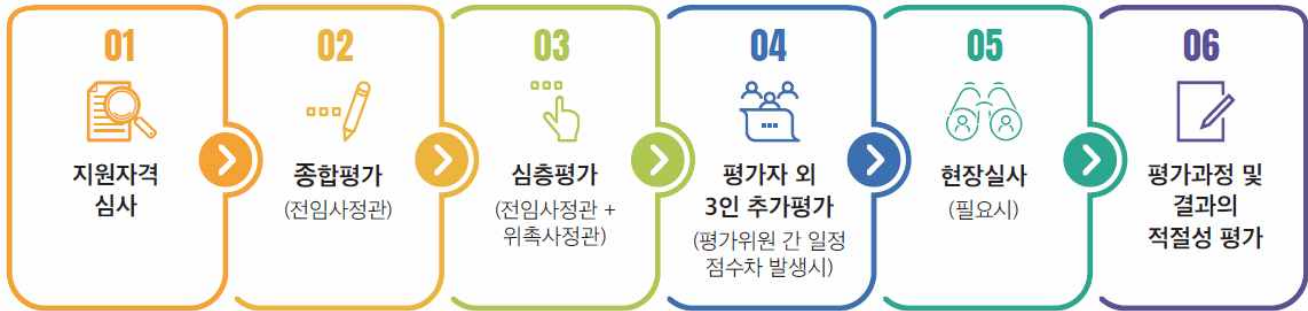 01
지원자격
심사
02
종합평가
(전임사정관)
03
심층평가
(전임사정관 +
위촉사정관)
04
평가자 외
3인 추가평가
(평가위원 간 일정
점수차 발생시)
05
현장실사
(필요시)
06
평가과정 및
결과의
적절성 평가